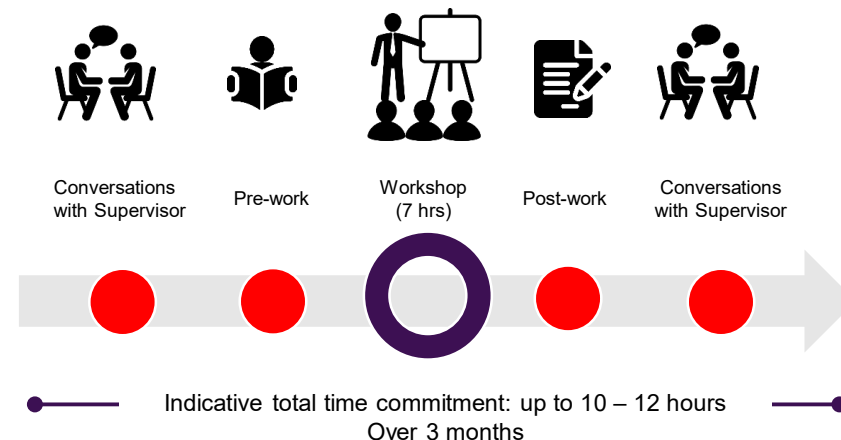 Conversations
with Supervisor
Pre-work
Workshop
(7 hrs)
Post-work
Conversations
with Supervisor
Indicative total time commitment: up to 10 – 12 hours
Over 3 months